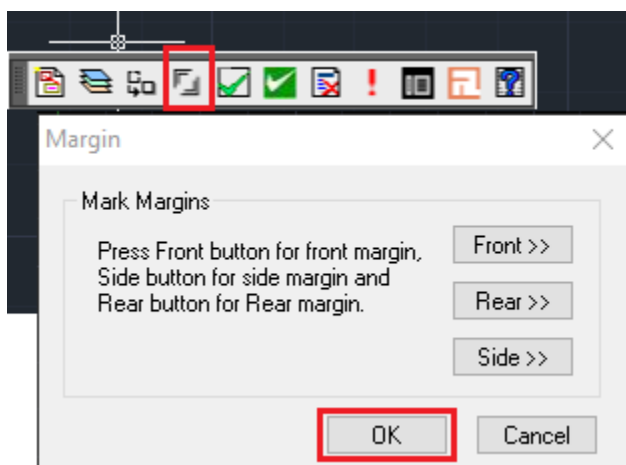 Margin
Mark Margins
Press Front button for front margin,
Side button for side margin and
Rear button for Rear margin.
Front >>
Rear >>
Side >>
OK
Cancel